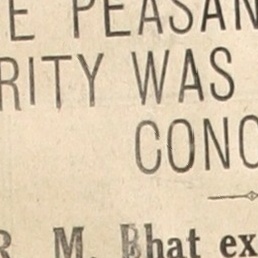 E PEASAN
RITY WAS
CONC
R. M. Bhat ex